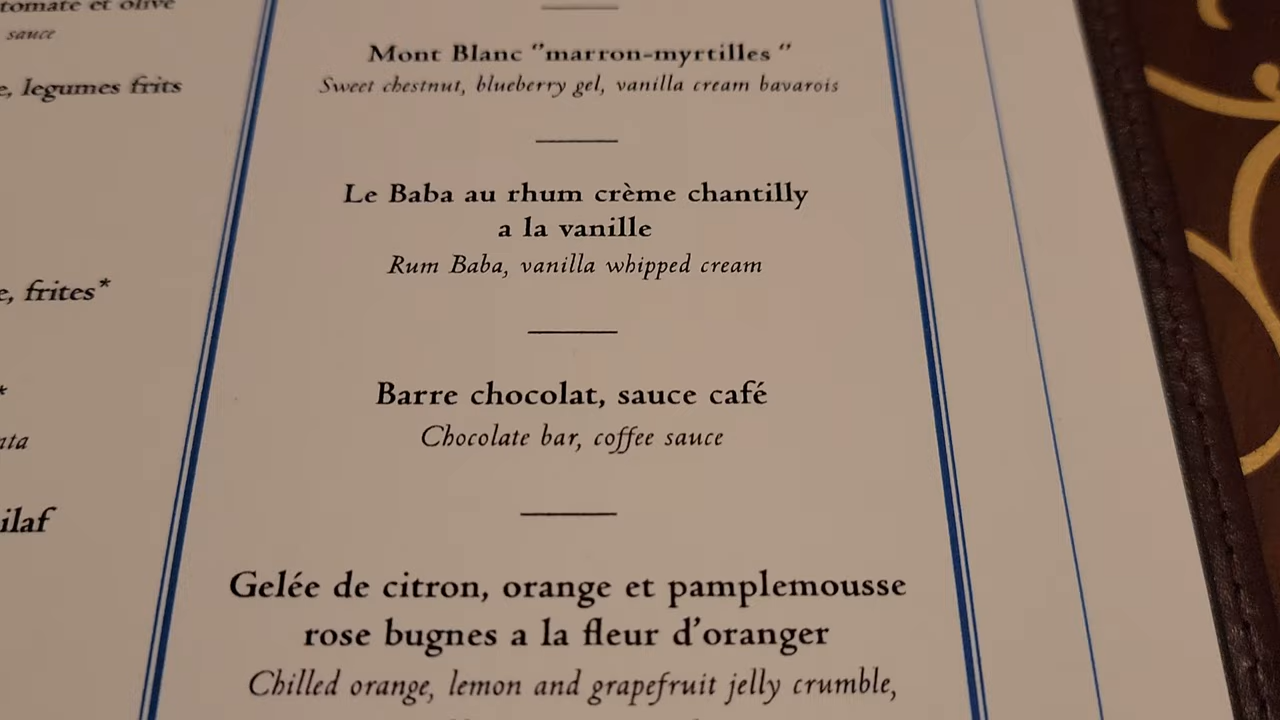 tomate et olive
sauce
legumes frits
frites*
*
ilaf
Mont Blanc "marron-myrtilles "
Sweet chestnut, blueberry gel, vanilla cream bavarois
Le Baba au rhum crème chantilly
a la vanille
Rum Baba, vanilla whipped cream
Barre chocolat, sauce café
Chocolate bar, coffee sauce
Gelée de citron, orange et pamplemousse
rose bugnes a la fleur d'oranger
Chilled orange, lemon and grapefruit jelly crumble,